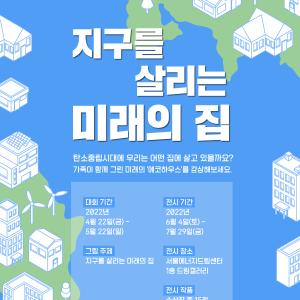 지구를
살리는
미래의 집
탄소중립시대에 우리는 어떤 집에 살고 있을까요?
가족이 함께 그린 미래의 '에코하우스'를 감상해보세요.
대회 기간
2022년
4월 22일(금) -
5월 22일(일)
그림 주제
지구를 살리는 미래의 집
전시 기간
2022년
6월 4일(토) -
7월 29일(금)
전시 장소
서울에너지드림센터
1층 드림갤러리
전시 작품